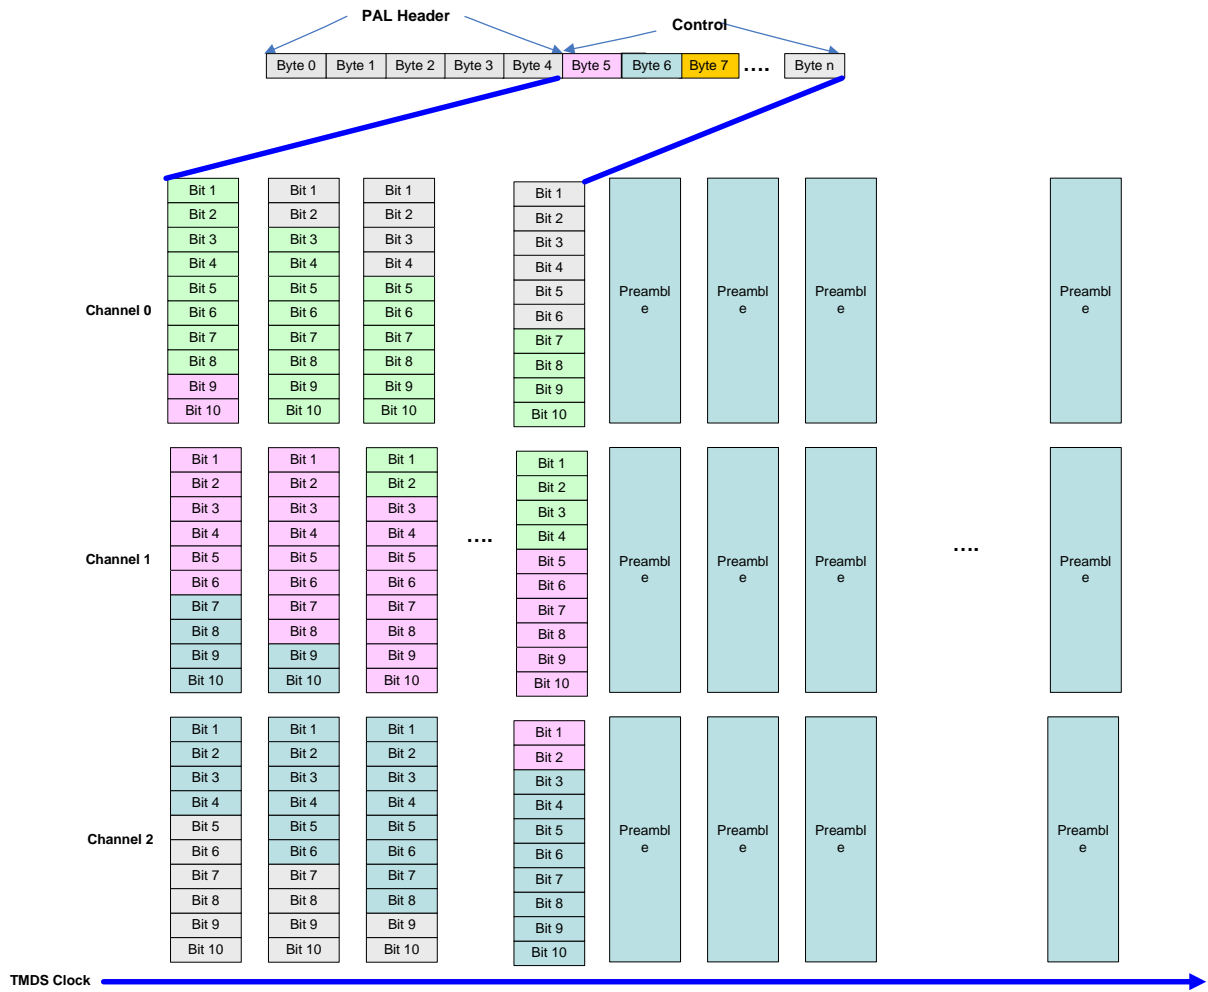 PAL Header
Control
Byte 0 Byte 1 Byte 2 Byte 3 Byte 4 Byte 5 Byte 6 Byte 7 .... Byte n
Bit 1 Bit 1 Bit 1 Bit 1
Bit 2 Bit 2 Bit 2 Bit 2
Bit 3 Bit 3 Bit 3 Bit 3
Bit 4 Bit 4 Bit 4 Bit 4
Bit 5 Bit 5 Bit 5 Bit 5 Preambl Preambl Preambl Preambl
Channel 0 Bit 6 Bit 6 Bit 6 Bit 6 e e e e
Bit 7 Bit 7 Bit 7 Bit 7
Bit 8 Bit 8 Bit 8 Bit 8
Bit 9 Bit 9 Bit 9 Bit 9
Bit 10 Bit 10 Bit 10 Bit 10
Bit 1 Bit 1 Bit 1 Bit 1
Bit 2 Bit 2 Bit 2 Bit 2
Bit 3 Bit 3 Bit 3 Bit 3
Bit 4 Bit 4 Bit 4 .... Bit 4 ....
Channel 1 Bit 5 Bit 5 Bit 5 Bit 5 Preambl Preambl Preambl Preambl
Bit 6 Bit 6 Bit 6 Bit 6 e e e e
Bit 7 Bit 7 Bit 7 Bit 7
Bit 8 Bit 8 Bit 8 Bit 8
Bit 9 Bit 9 Bit 9 Bit 9
Bit 10 Bit 10 Bit 10 Bit 10
Bit 1 Bit 1 Bit 1 Bit 1
Bit 2 Bit 2 Bit 2 Bit 2
Bit 3 Bit 3 Bit 3 Bit 3
Bit 4 Bit 4 Bit 4 Bit 4
Channel 2 Bit 5 Bit 5 Bit 5 Bit 5 Preambl Preambl Preambl Preambl
Bit 6 Bit 6 Bit 6 Bit 6 e e e e
Bit 7 Bit 7 Bit 7 Bit 7
Bit 8 Bit 8 Bit 8 Bit 8
Bit 9 Bit 9 Bit 9 Bit 9
Bit 10 Bit 10 Bit 10 Bit 10
TMDS Clock